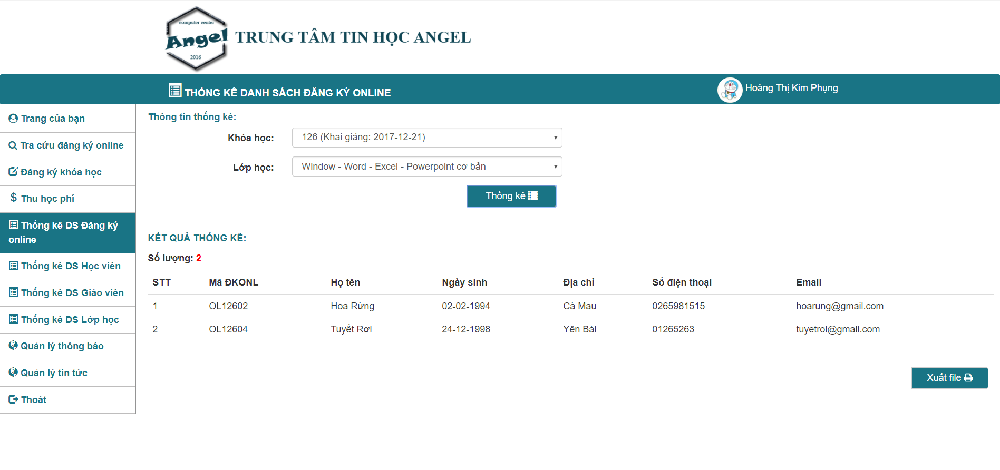 computer center
Angel
2016
TRUNG TÂM TIN HỌC ANGEL
THỐNG KÊ DANH SÁCH ĐĂNG KÝ ONLINE
Hoàng Thị Kim Phụng
Trang của bạn
Tra cứu đăng ký online
Đăng ký khóa học
Thu học phí
Thống kê DS Đăng ký
online
Thống kê DS Học viên
Thống kê DS Giáo viên
Thống kê DS Lớp học
Quản lý thông báo
Quản lý tin tức
Thoát
Thông tin thống kê:
Khóa học: 126 (Khai giảng: 2017-12-21)
Lớp học: Window - Word - Excel - Powerpoint cơ bản
Thống kê
KẾT QUẢ THỐNG KÊ:
Số lượng: 2
STT Mã ĐKONL Họ tên Ngày sinh Địa chỉ Số điện thoại Email
1 OL12602 Hoa Rừng 02-02-1994 Cà Mau 0265981515 hoarung@gmail.com
2 OL12604 Tuyết Rơi 24-12-1998 Yên Bái 01265263 tuyetroi@gmail.com
Xuất file